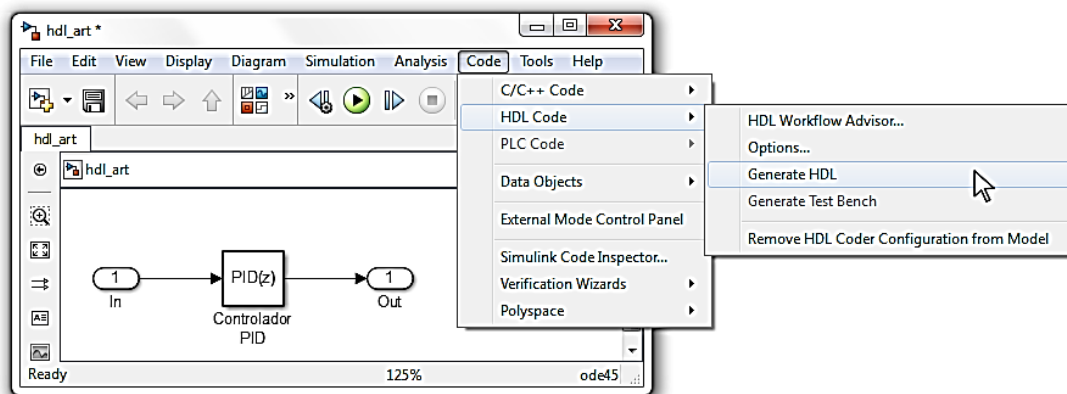 hdl_art *
File Edit View Display Diagram Simulation Analysis Code Tools Help
»
hdl_art
hdl_art
C/C++ Code
HDL Code
PLC Code
Data Objects
External Mode Control Panel
Simulink Code Inspector...
Verification Wizards
Polyspace
HDL Workflow Advisor...
Options...
Generate HDL
Generate Test Bench
Remove HDL Coder Configuration from Model
1
In
PID(z)
Controlador
PID
1
Out
Ready 125% ode45